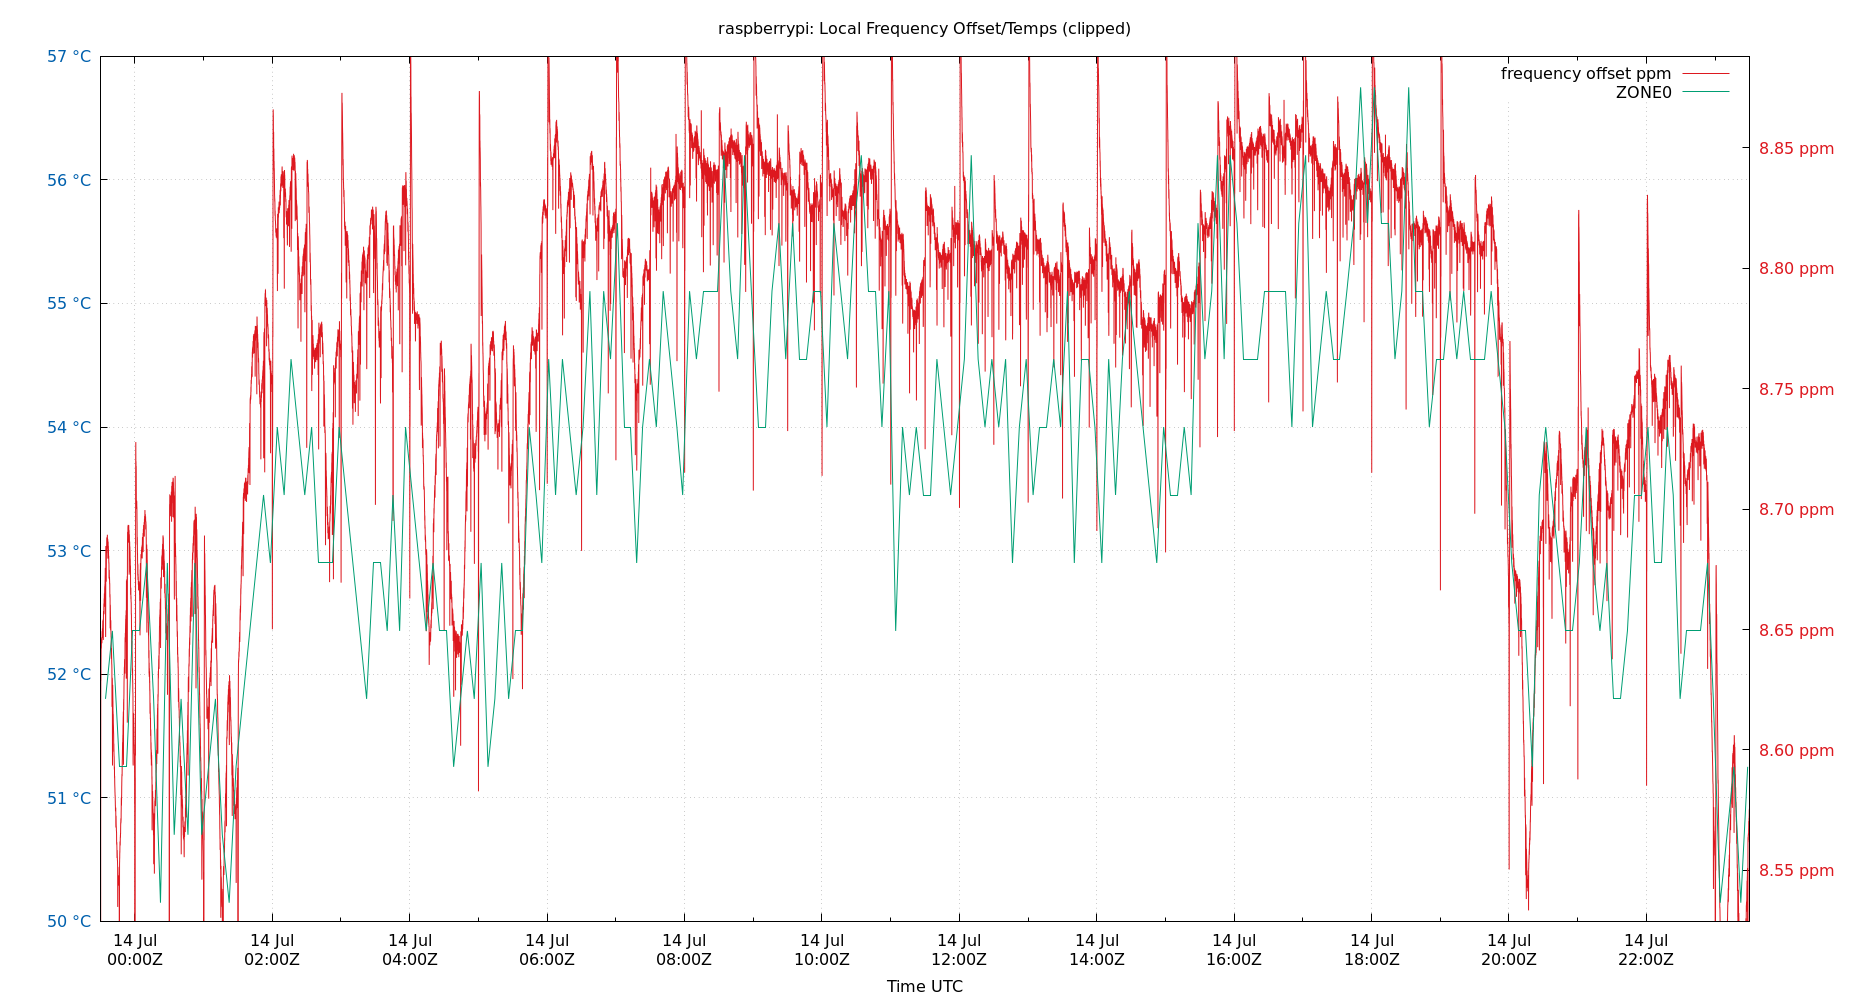 raspberrypi: Local Frequency Offset/Temps (clipped)
57 °C
56 °C
55 °C
54 °C
53 °C
52 °C
51 °C
50 °C
frequency offset ppm
ZONE0
8.85 ppm
8.80 ppm
8.75 ppm
8.70 ppm
8.65 ppm
8.60 ppm
8.55 ppm
14 Jul 14 Jul 14 Jul 14 Jul 14 Jul 14 Jul 14 Jul 14 Jul 14 Jul 14 Jul 14 Jul 14 Jul
00:00Z 02:00Z 04:00Z 06:00Z 08:00Z 10:00Z 12:00Z 14:00Z 16:00Z 18:00Z 20:00Z 22:00Z
Time UTC